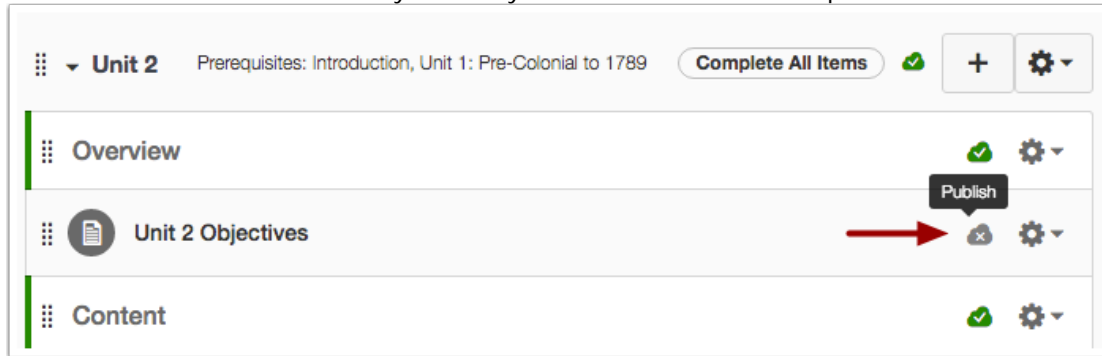 Unit 2 Prerequisites: Introduction, Unit 1: Pre-Colonial to 1789 Complete All Items
Overview
Publish
Unit 2 Objectives
Content